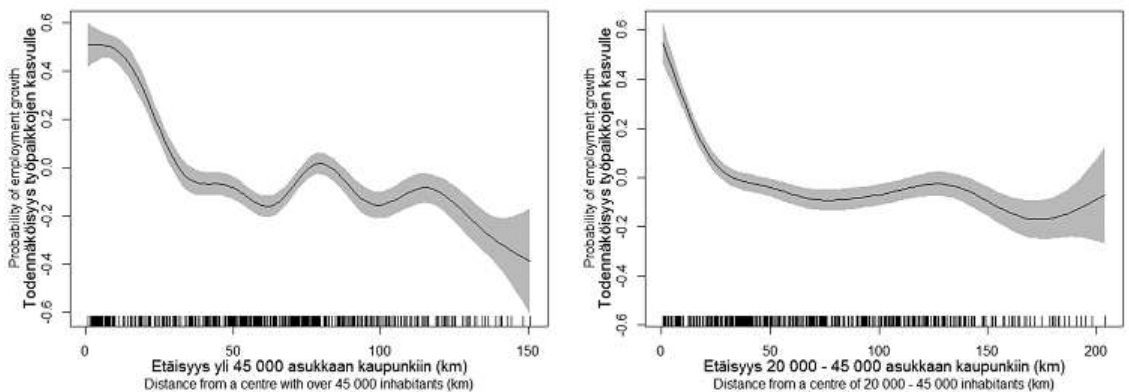 Probability of employment growth
Todennäköisyys työpaikkojen kasvulle
0.6
0.4
0.2
0.0
-0.2
-0.4
-0.6
0
50
100
150
Etäisyys yli 45 000 asukkaan kaupunkiin (km)
Distance from a centre with over 45 000 inhabitants (km)
Probability of employment growth
Todennäköisyys työpaikkojen kasvulle
0.6
0.4
0.2
0.0
-0.2
-0.4
-0.6
0
50
100
150
200
Etäisyys 20 000 - 45 000 asukkaan kaupunkiin (km)
Distance from a centre of 20 000 - 45 000 inhabitants (km)